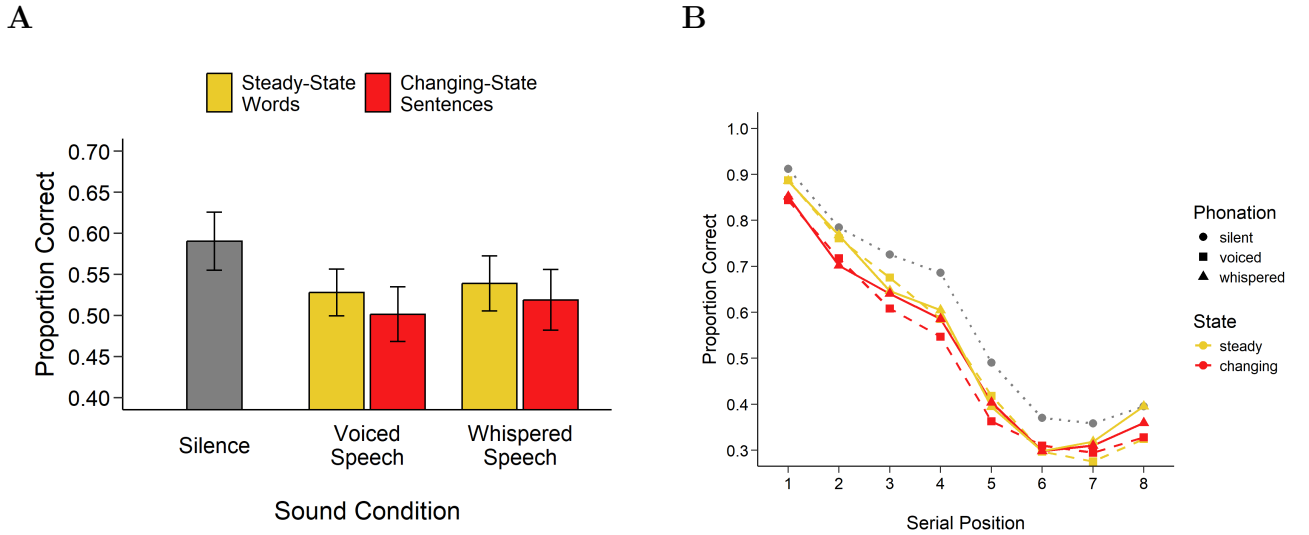 A
Steady-State Words
Changing-State Sentences
0.70
0.65
0.60
0.55
0.50
0.45
0.40
Proportion Correct
Silence
Voiced Speech
Whispered Speech
Sound Condition
B
1.0
0.9
0.8
0.7
0.6
0.5
0.4
0.3
Proportion Correct
1 2 3 4 5 6 7 8
Serial Position
Phonation
silent
voiced
whispered
State
steady
changing